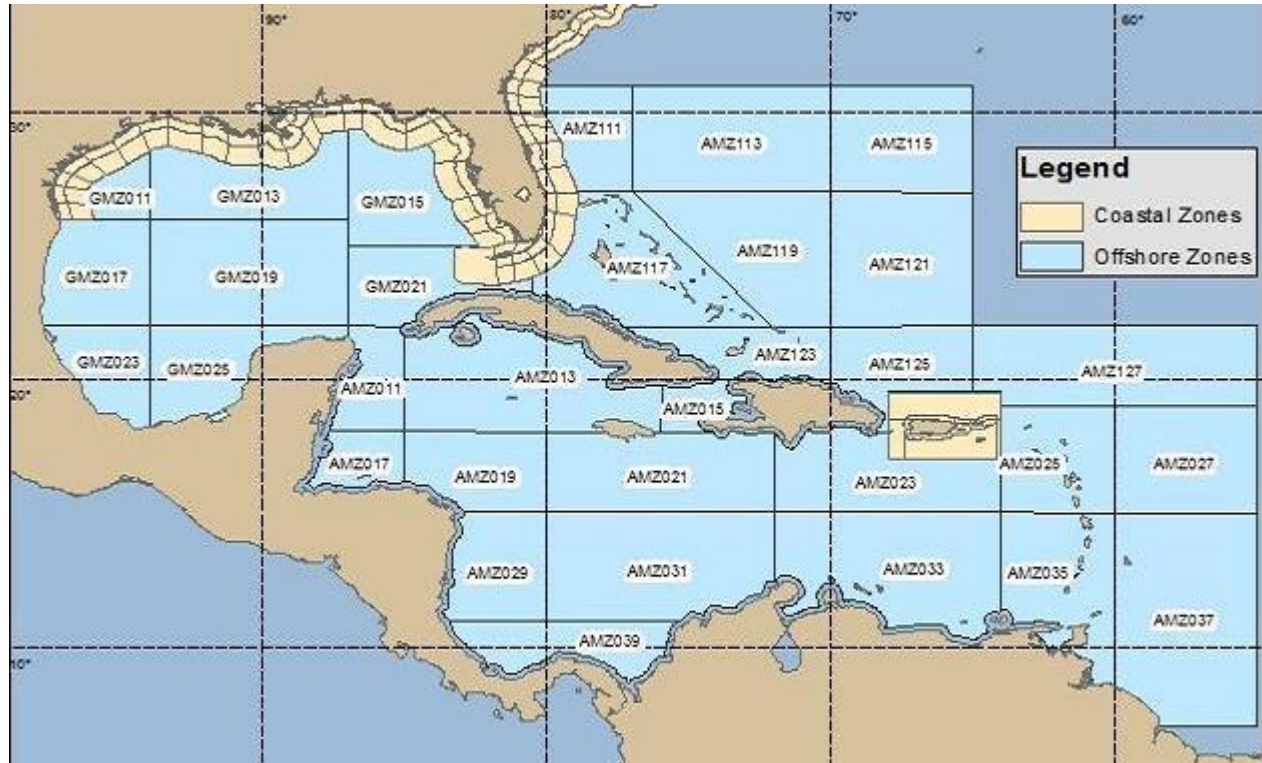 90°
80°
70°
60°
30°
AMZ111
AMZ113
AMZ115
Legend
Coastal Zones
Offshore Zones
GMZ011
GMZ013
GMZ015
GMZ017
GMZ019
GMZ021
AMZ117
AMZ119
AMZ121
GMZ023
GMZ025
AMZ011
AMZ013
AMZ123
AMZ125
AMZ127
20°
AMZ015
AMZ017
AMZ019
AMZ021
AMZ023
AMZ025
AMZ027
AMZ029
AMZ031
AMZ033
AMZ035
AMZ037
AMZ039
10°